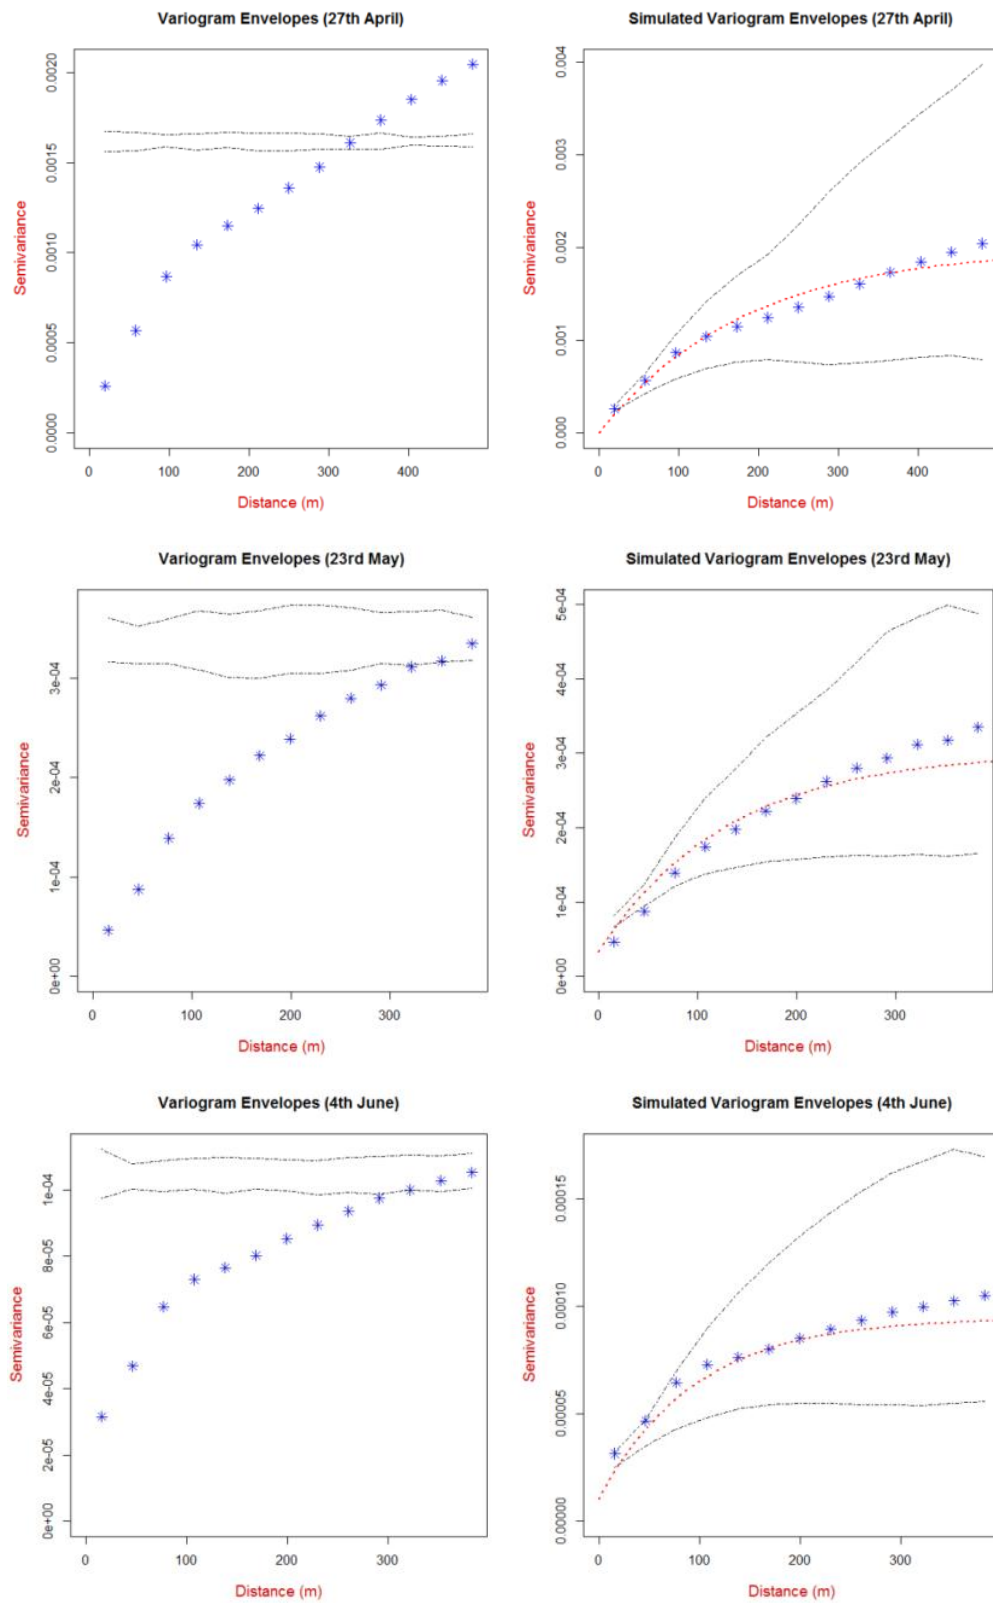 Variogram Envelopes (27th April)
Semivariance
0.0000 0.0005 0.0010 0.0015 0.0020
0 100 200 300 400
Distance (m)
Simulated Variogram Envelopes (27th April)
Semivariance
0.000 0.001 0.002 0.003 0.004
0 100 200 300 400
Distance (m)
Variogram Envelopes (23rd May)
Semivariance
0e+00 1e-04 2e-04 3e-04
0 100 200 300
Distance (m)
Simulated Variogram Envelopes (23rd May)
Semivariance
0e+00 1e-04 2e-04 3e-04 4e-04 5e-04
0 100 200 300
Distance (m)
Variogram Envelopes (4th June)
Semivariance
0e+00 2e-05 4e-05 6e-05 8e-05 1e-04
0 100 200 300
Distance (m)
Simulated Variogram Envelopes (4th June)
Semivariance
0.00000 0.00005 0.00010 0.00015
0 100 200 300
Distance (m)